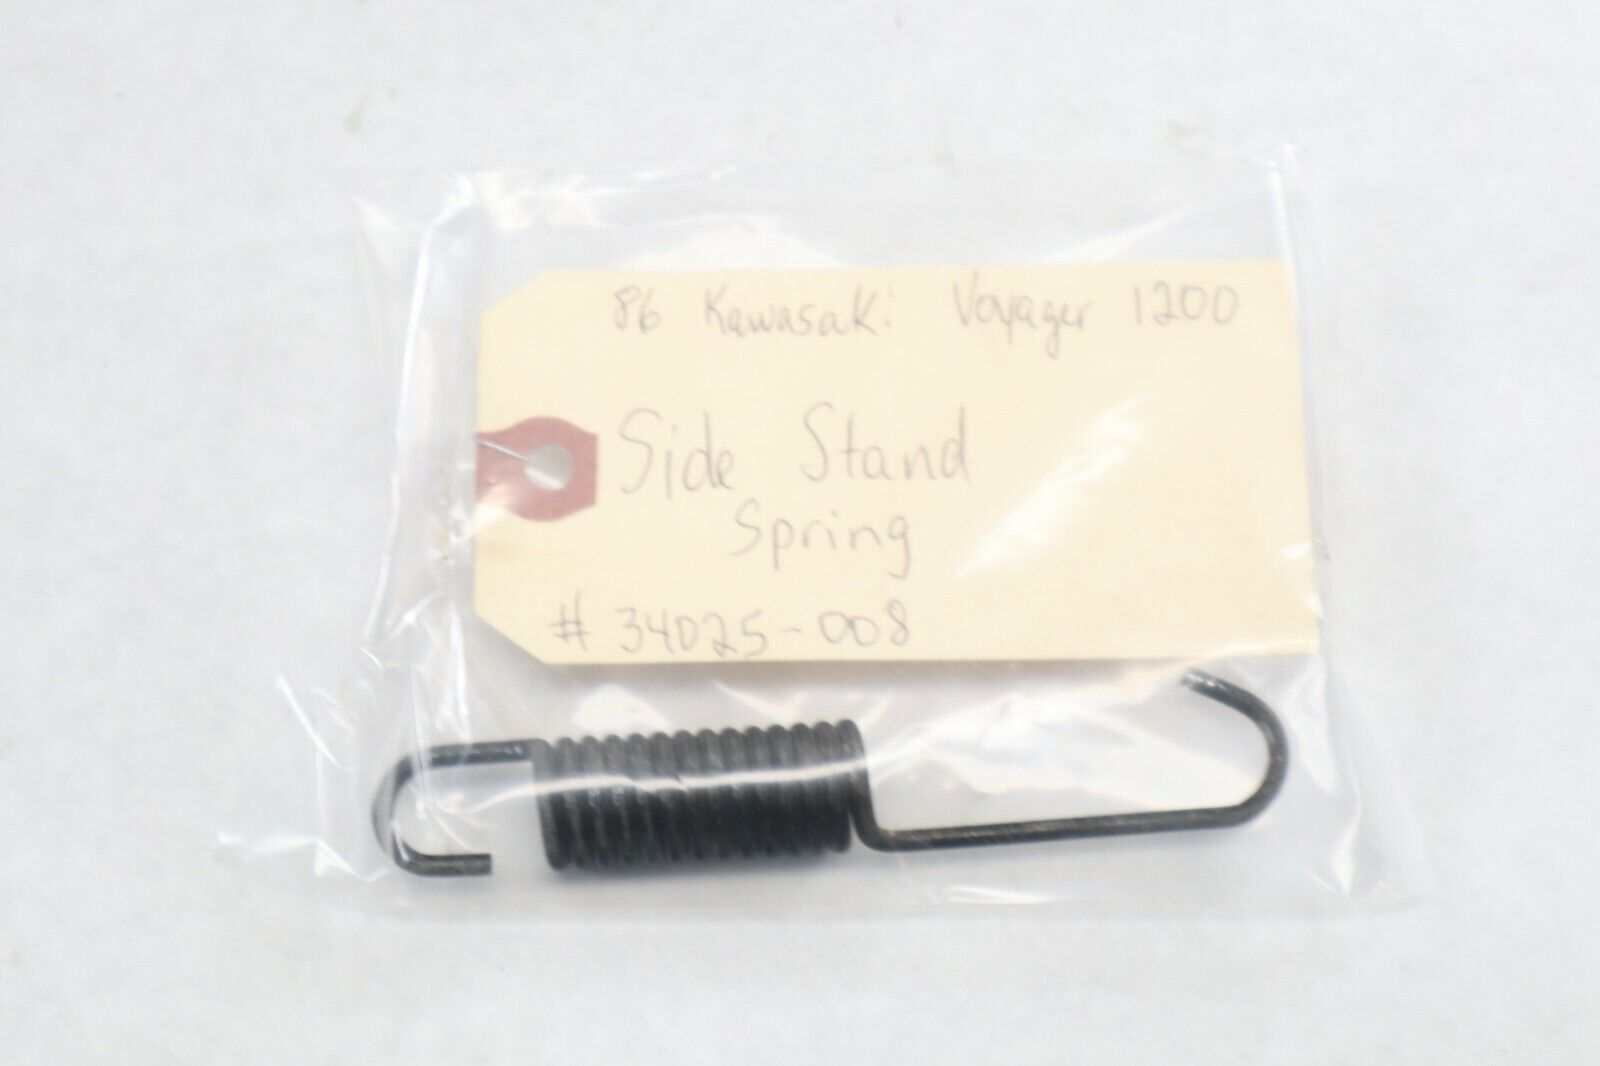 86 Kawasaki Voyager 1200
Side Stand
Spring
# 34025-008